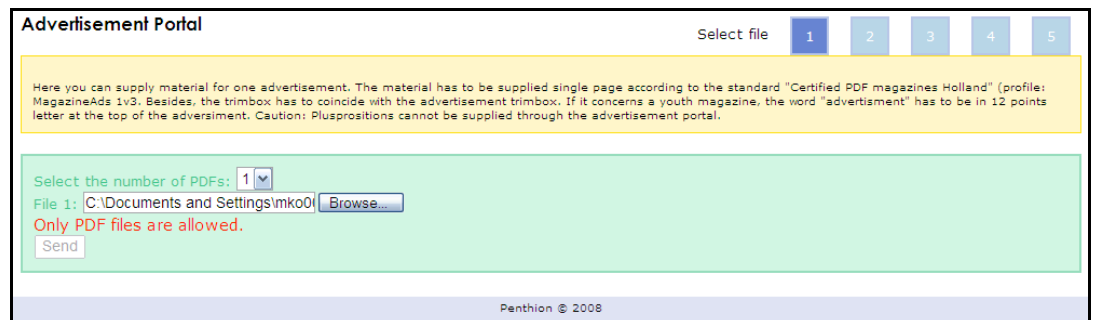 Advertisement Portal
Select file 1 2 3 4 5
Here you can supply material for one advertisement. The material has to be supplied single page according to the standard "Certified PDF magazines Holland" (profile:
MagazineAds 1v3. Besides, the trimbox has to coincide with the advertisement trimbox. If it concerns a youth magazine, the word "advertisment" has to be in 12 points
letter at the top of the adversiment. Caution: Plusprositions cannot be supplied through the advertisement portal.
Select the number of PDFs: 1
File 1: C:\Documents and Settings\mko0( Browse...
Only PDF files are allowed.
Send
Penthion © 2008